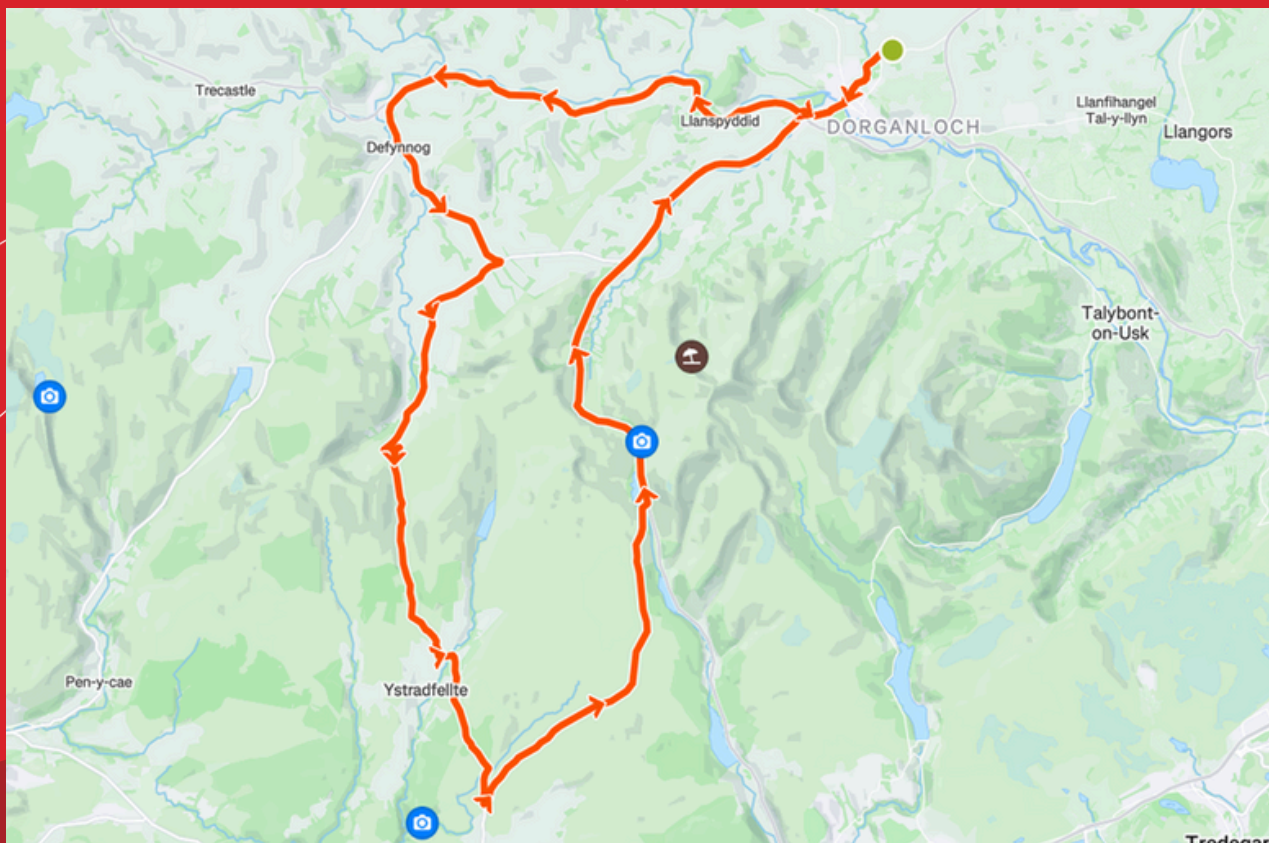 Trecastle
Llanfihangel
Tal-y-llyn
Llanspyddid
DORGANLOCH
Llangors
Defynnog
Talybont-
on-Usk
Pen-y-cae
Ystradfellte